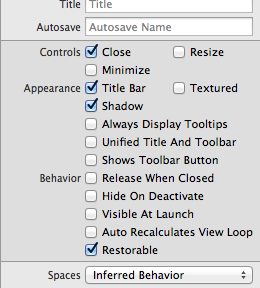 Title Title
Autosave Autosave Name
Controls Close Resize
Minimize
Appearance Title Bar Textured
Shadow
Always Display Tooltips
Unified Title And Toolbar
Shows Toolbar Button
Behavior Release When Closed
Hide On Deactivate
Visible At Launch
Auto Recalculates View Loop
Restorable
Spaces Inferred Behavior